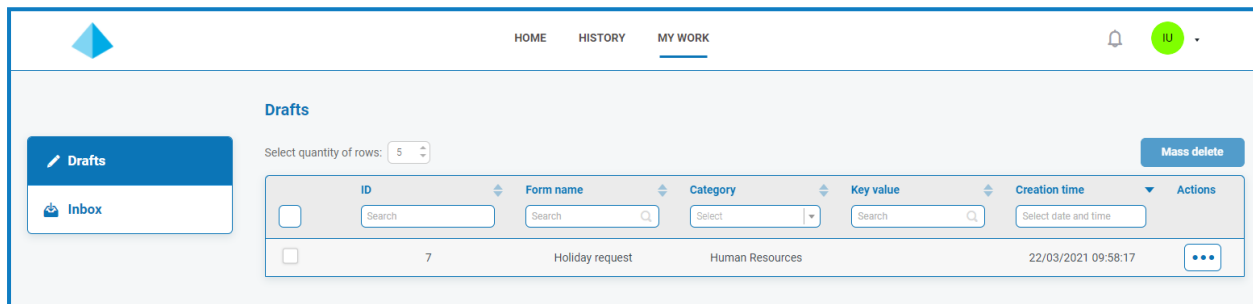 HOME HISTORY MY WORK IU
Drafts
Drafts
Inbox
Select quantity of rows: 5 Mass delete
ID Form name Category Key value Creation time Actions
Search Search Select Search Select date and time
7 Holiday request Human Resources 22/03/2021 09:58:17